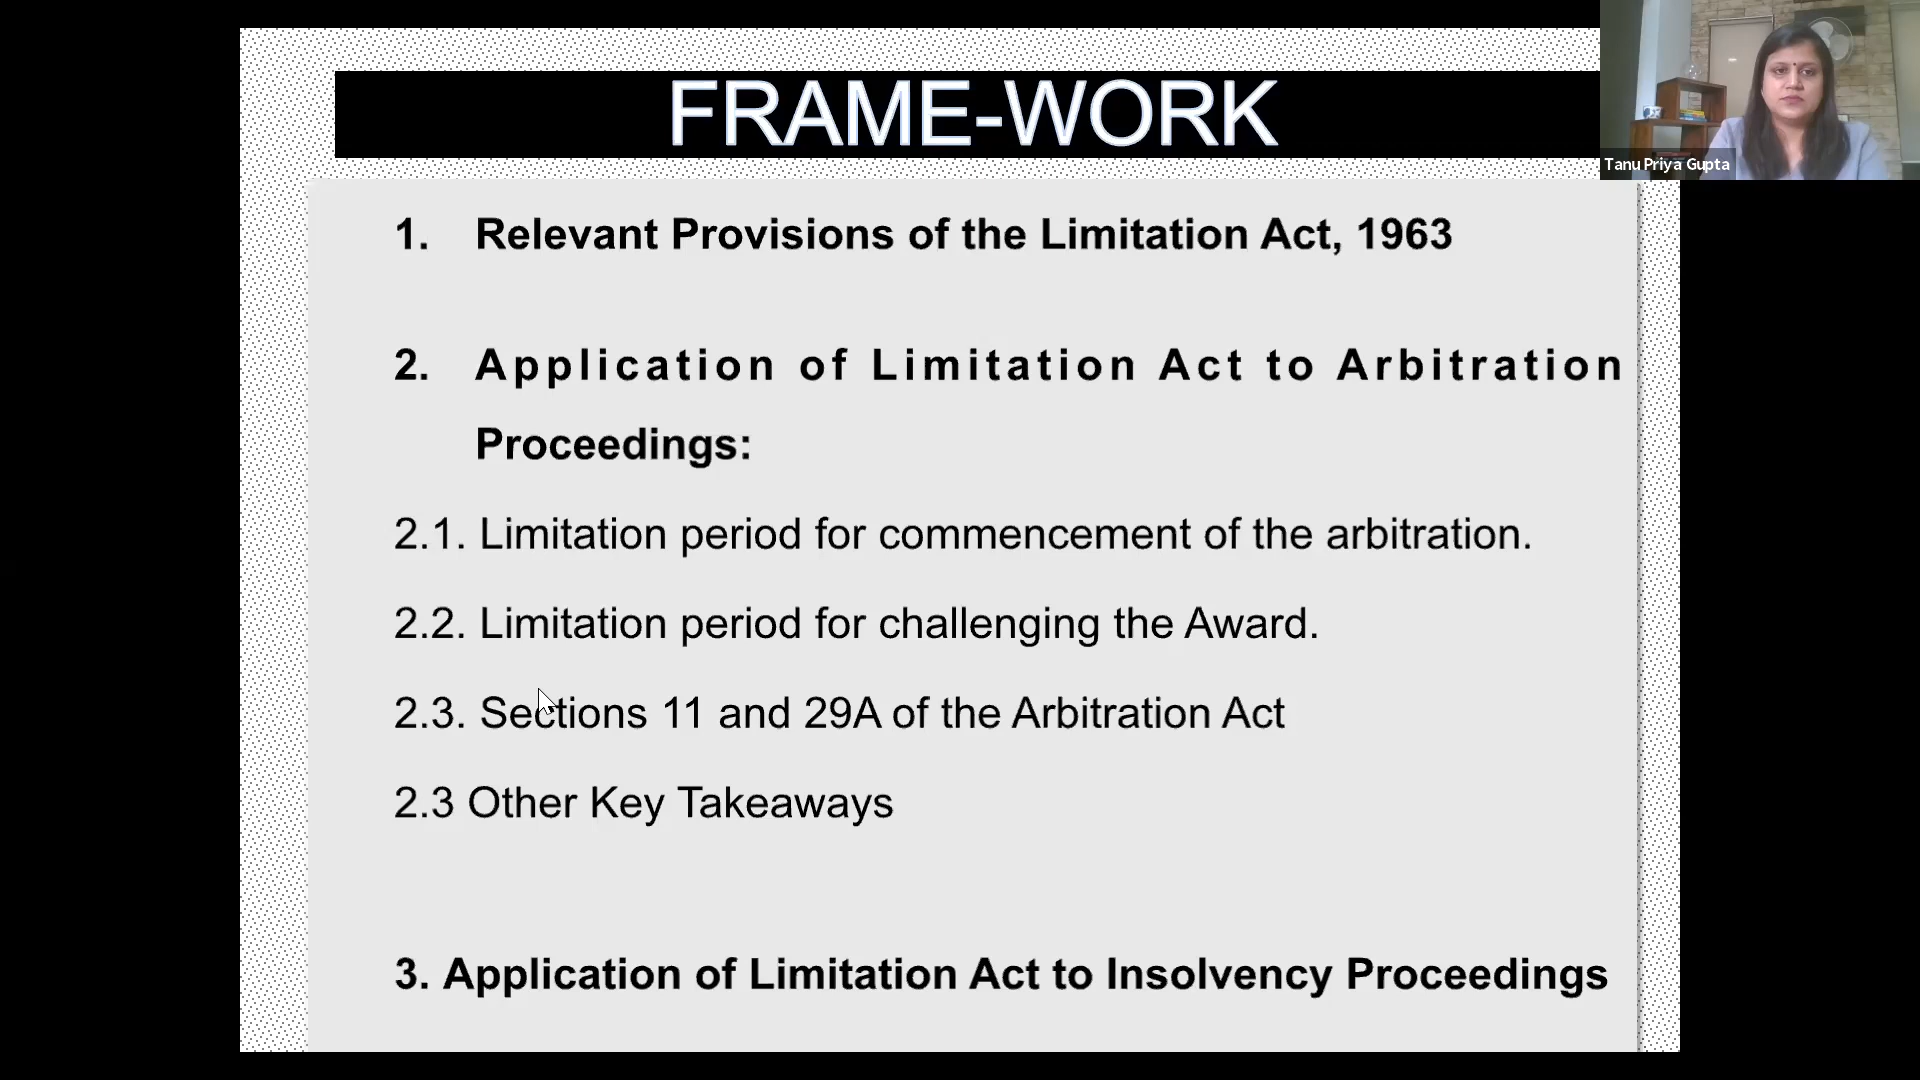 FRAME-WORK
Tanu Priya Gupta
1. Relevant Provisions of the Limitation Act, 1963
2. Application of Limitation Act to Arbitration
Proceedings:
2.1. Limitation period for commencement of the arbitration.
2.2. Limitation period for challenging the Award.
2.3. Sections 11 and 29A of the Arbitration Act
2.3 Other Key Takeaways
3. Application of Limitation Act to Insolvency Proceedings